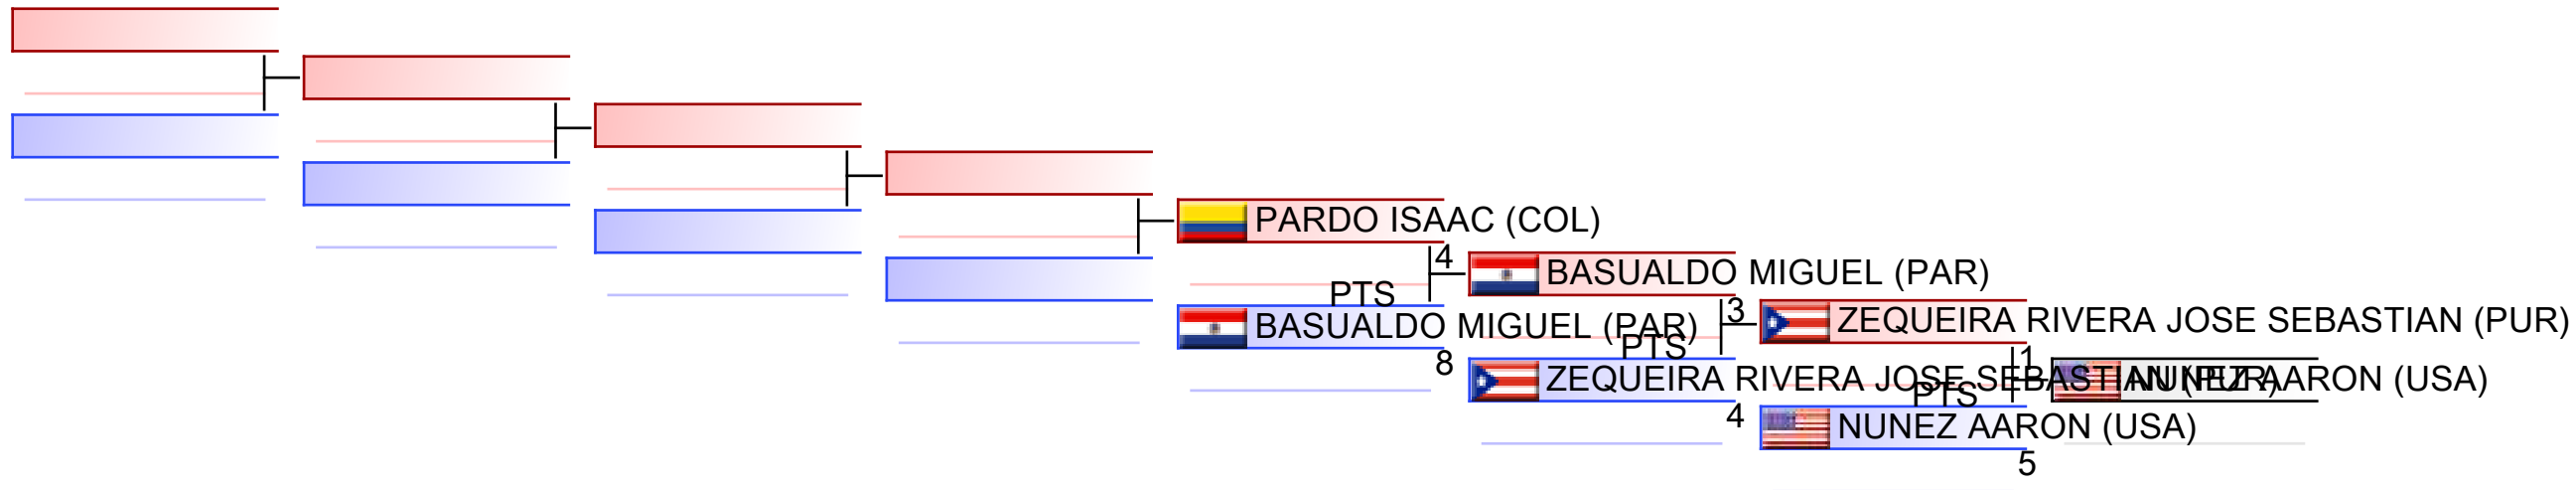 PARDO ISAAC (COL)
4
BASUALDO MIGUEL (PAR)
PTS
3
ZEQUEIRA RIVERA JOSE SEBASTIAN (PUR)
BASUALDO MIGUEL (PAR)
PTS
8
1
ZEQUEIRA RIVERA JOSE SEBASTIAN (PUR)
NUNEZ AARON (USA)
PTS
4
NUNEZ AARON (USA)
5